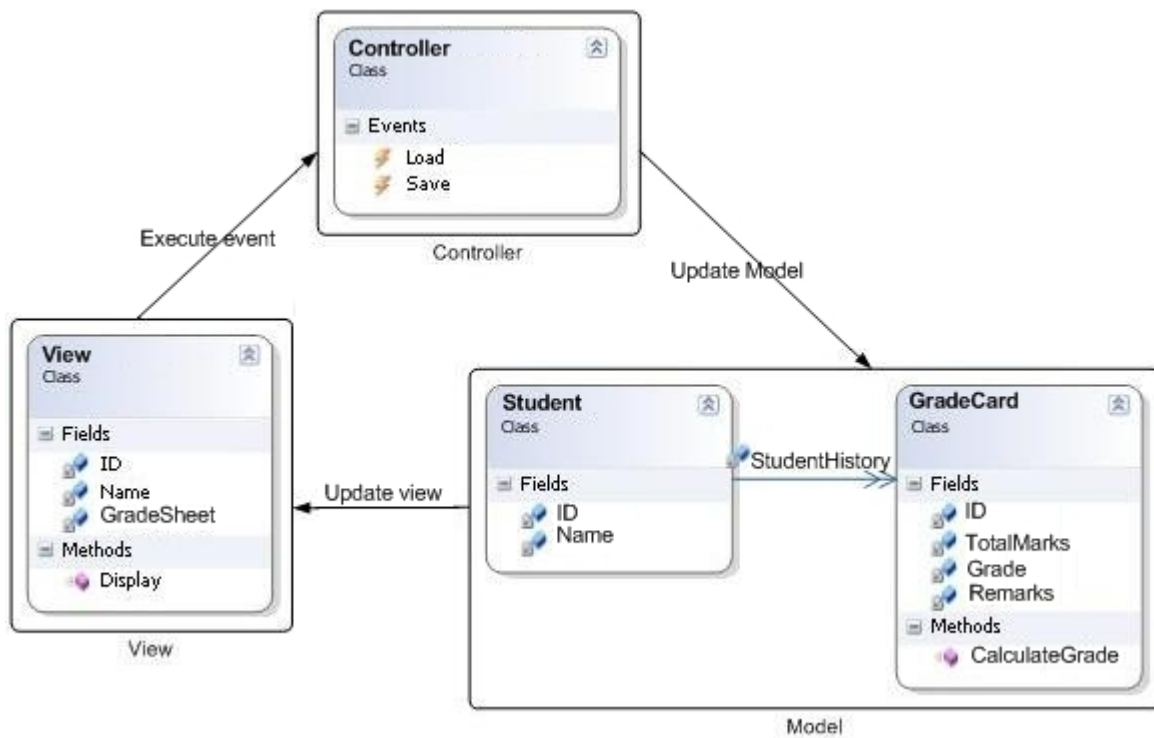 Controller
Class
Events
Load
Save
Controller
Execute event
Update Model
View
Class
Fields
ID
Name
GradeSheet
Methods
Display
View
Update view
Student
Class
Fields
ID
Name
StudentHistory
GradeCard
Class
Fields
ID
TotalMarks
Grade
Remarks
Methods
CalculateGrade
Model